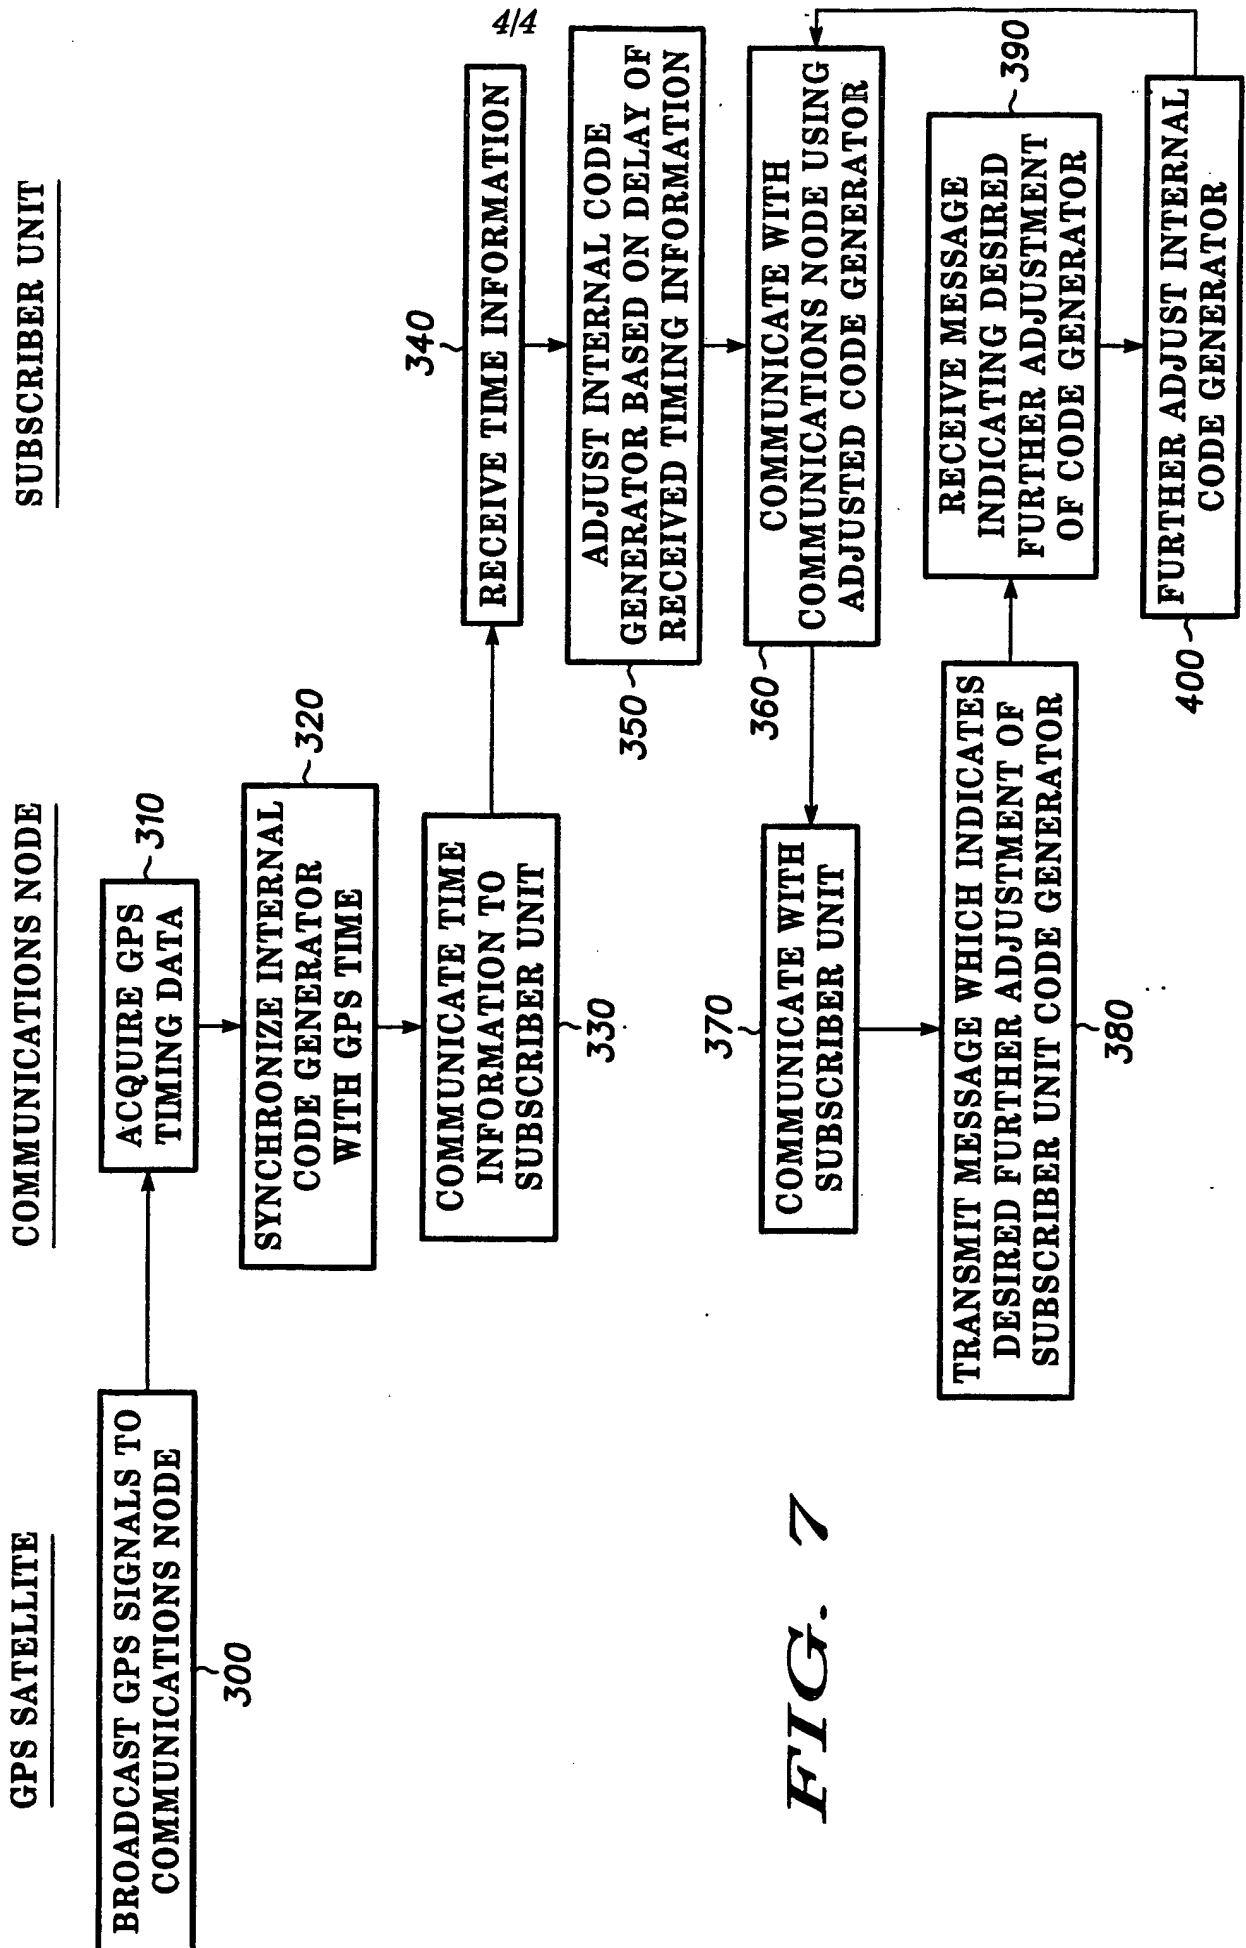 4/4
GPS SATELLITE
COMMUNICATIONS NODE
SUBSCRIBER UNIT
BROADCAST GPS SIGNALS TO
COMMUNICATIONS NODE
300
ACQUIRE GPS
TIMING DATA
310
SYNCHRONIZE INTERNAL
CODE GENERATOR
WITH GPS TIME
320
COMMUNICATE TIME
INFORMATION TO
SUBSCRIBER UNIT
330
RECEIVE TIME INFORMATION
340
ADJUST INTERNAL CODE
GENERATOR BASED ON DELAY OF
RECEIVED TIMING INFORMATION
350
COMMUNICATE WITH
COMMUNICATIONS NODE USING
ADJUSTED CODE GENERATOR
360
COMMUNICATE WITH
SUBSCRIBER UNIT
370
TRANSMIT MESSAGE WHICH INDICATES
DESIRED FURTHER ADJUSTMENT OF
SUBSCRIBER UNIT CODE GENERATOR
380
RECEIVE MESSAGE
INDICATING DESIRED
FURTHER ADJUSTMENT
OF CODE GENERATOR
390
FURTHER ADJUST INTERNAL
CODE GENERATOR
400
FIG. 7